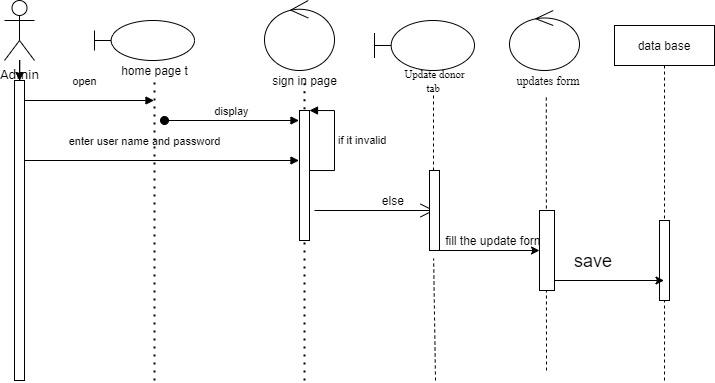 Admin
home page t
sign in page
Update donor
tab
updates form
data base
open
display
enter user name and password
if it invalid
else
fill the update form
save